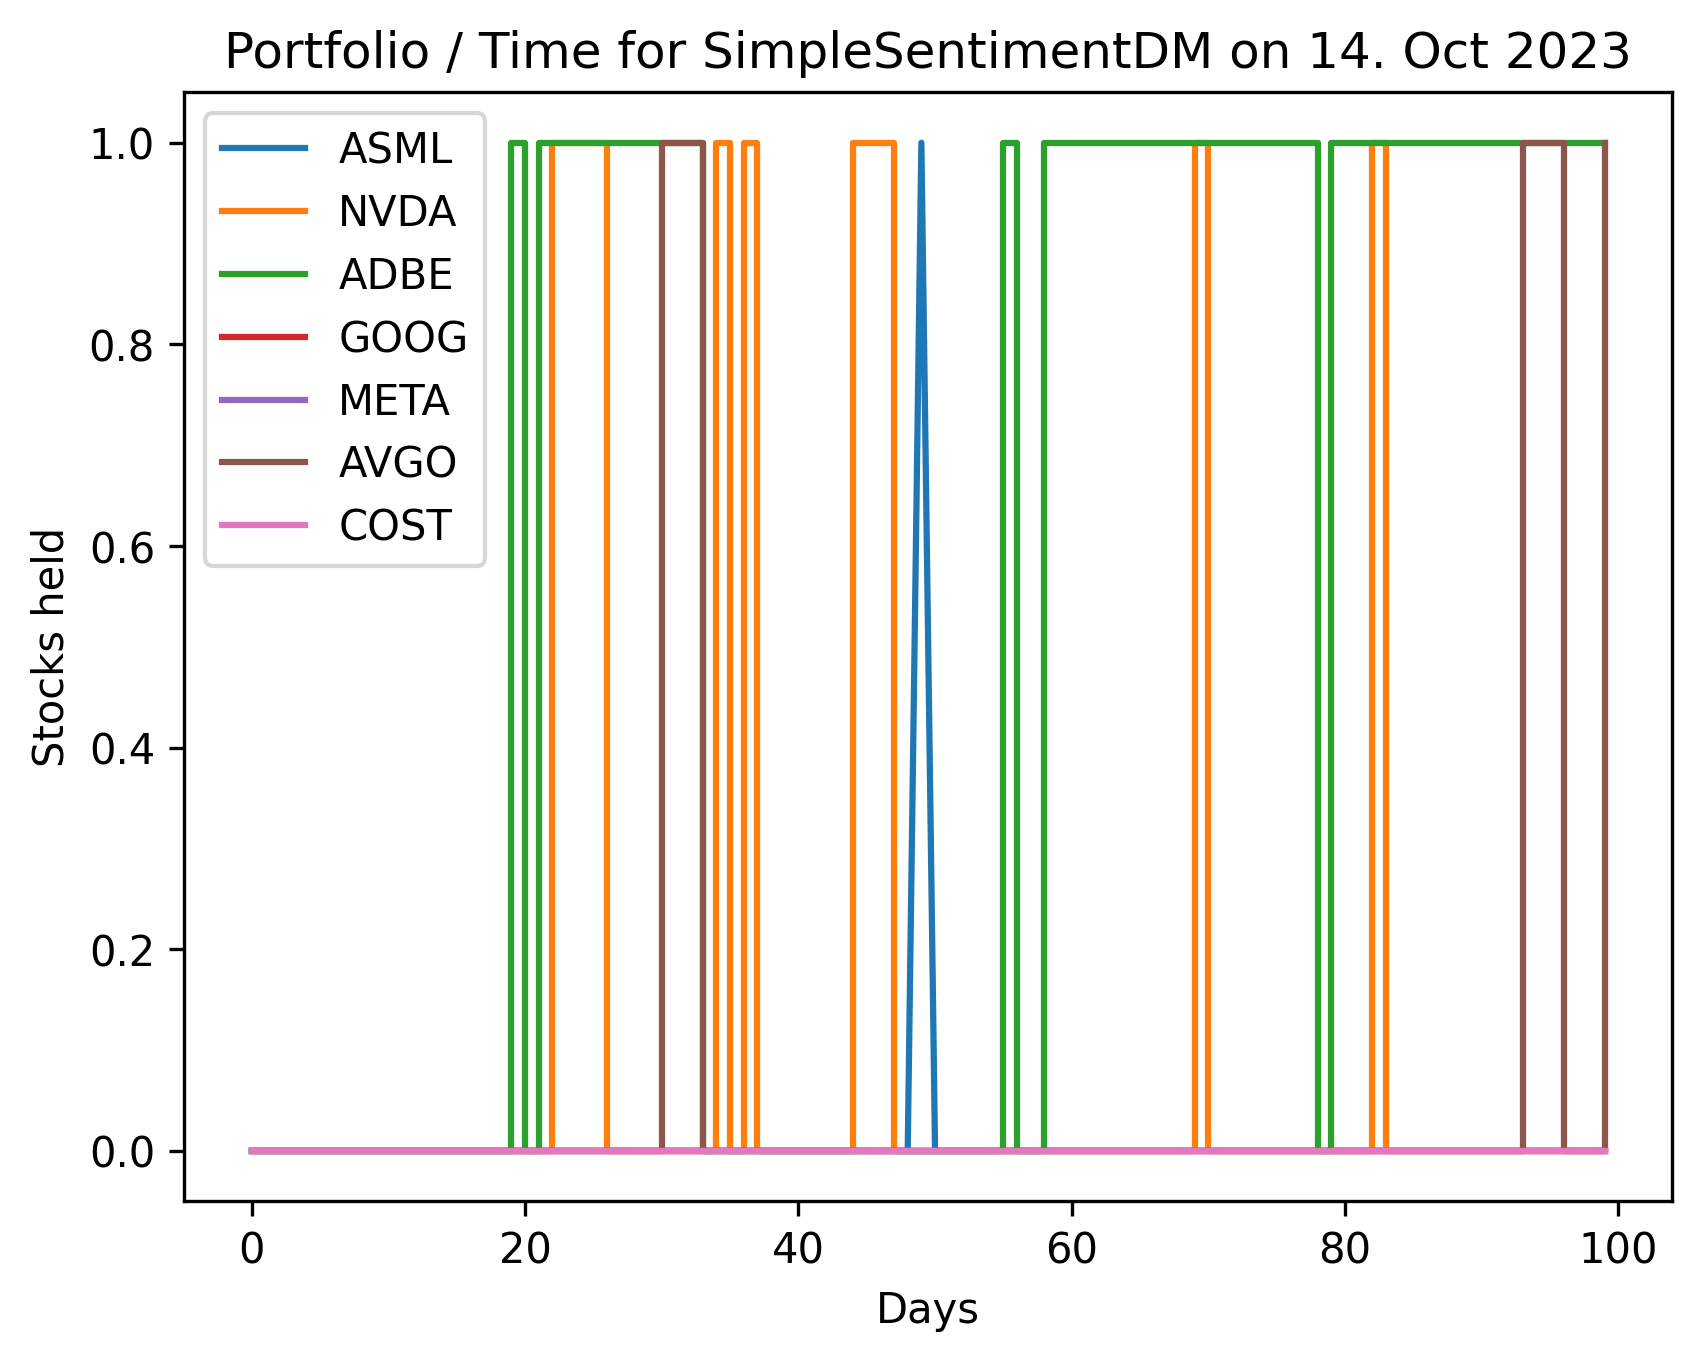 Portfolio / Time for SimpleSentimentDM on 14. Oct 2023
ASML
NVDA
ADBE
GOOG
META
AVGO
COST
1.0
0.8
0.6
0.4
0.2
0.0
Stocks held
0 20 40 60 80 100
Days